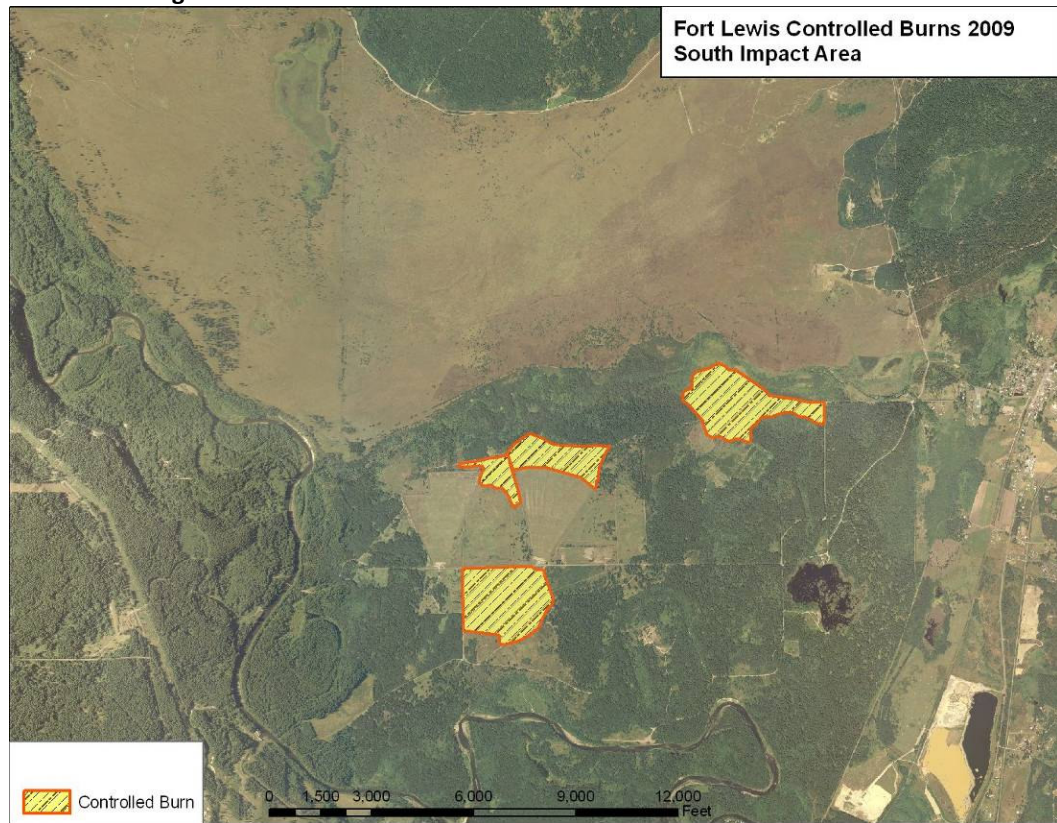 Fort Lewis Controlled Burns 2009
South Impact Area
Controlled Burn
0 1,500 3,000 6,000 9,000 12,000
Feet